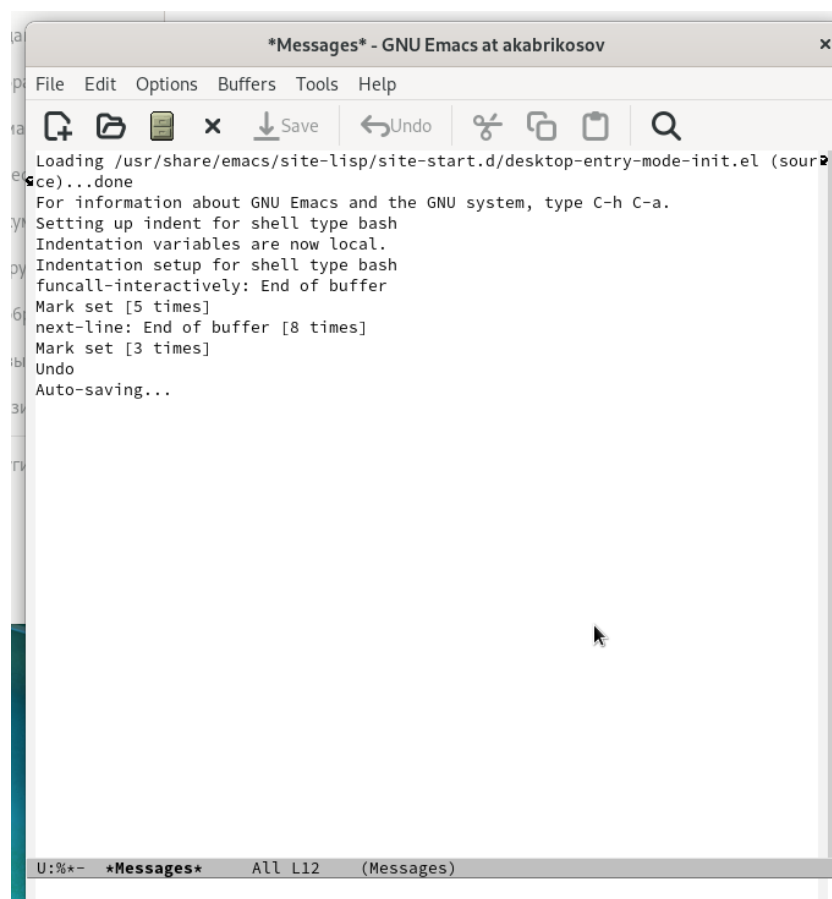 *Messages* - GNU Emacs at akabrikosov
File Edit Options Buffers Tools Help
Save Undo
Loading /usr/share/emacs/site-lisp/site-start.d/desktop-entry-mode-init.el (sour
ce)...done
For information about GNU Emacs and the GNU system, type C-h C-a.
Setting up indent for shell type bash
Indentation variables are now local.
Indentation setup for shell type bash
funcall-interactively: End of buffer
Mark set [5 times]
next-line: End of buffer [8 times]
Mark set [3 times]
Undo
Auto-saving...
U:%*- *Messages* All L12 (Messages)